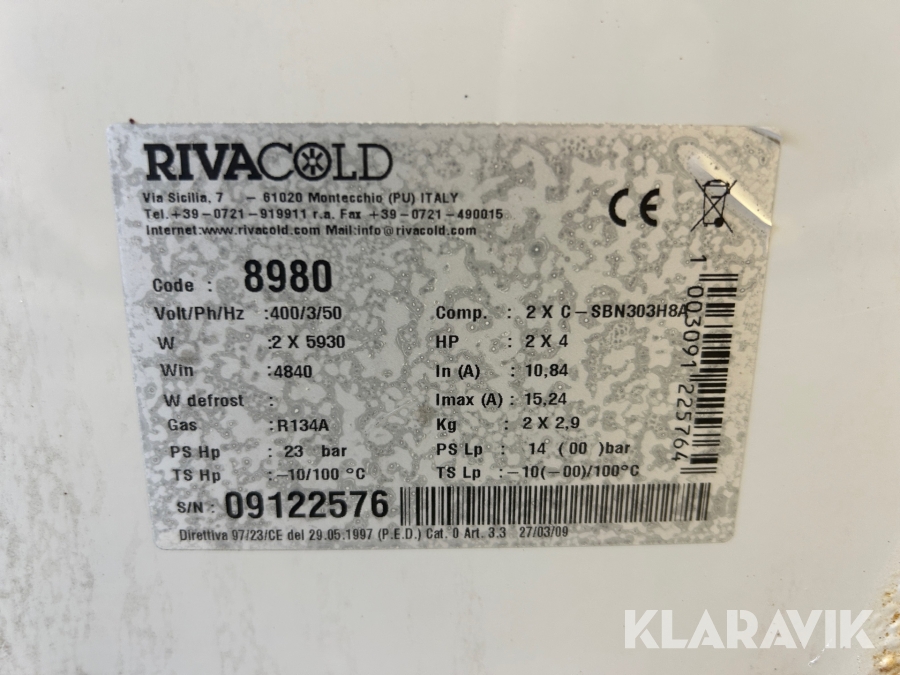 RIVACOLD
Via Sicilia, 7 – 61020 Montecchio (PU) ITALY
Tel.+39-0721-919911 r.a. Fax +39-0721-490015
Internet:www.rivacold.com Mail:info@rivacold.com
CE
Code : 8980
Volt/Ph/Hz :400/3/50 Comp. : 2 X C-SBN303H8A
W :2 X 5930 HP : 2 X 4
Win :4840 In (A) : 10,84
W defrost : Imax (A) : 15,24
Gas :R134A Kg : 2 X 2,9
PS Hp : 23 bar PS Lp : 14 (00 )bar
TS Hp :-10/100 °C TS Lp :-10(-00)/100°C
S/N : 09122576
Direttiva 97/23/CE del 29.05.1997 (P.E.D.) Cat. 0 Art. 3.3 27/03/09
1 003091 225764
KLARAVIK